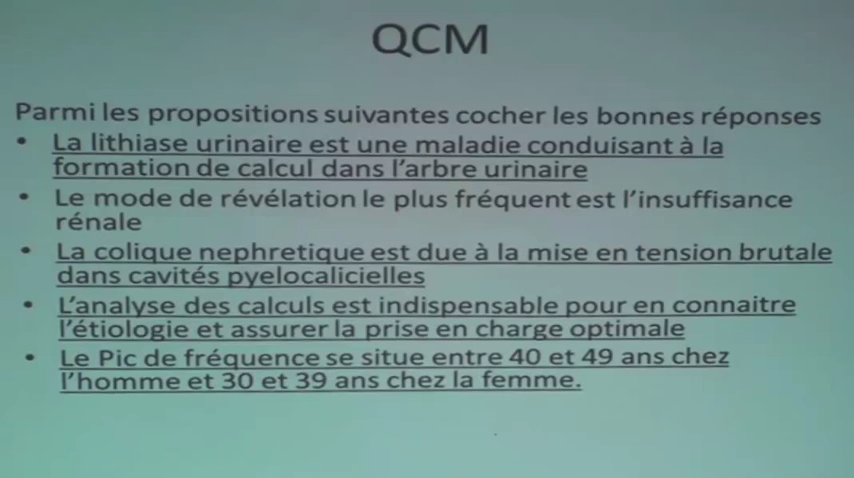 QCM
Parmi les propositions suivantes cocher les bonnes réponses
• La lithiase urinaire est une maladie conduisant à la
formation de calcul dans l'arbre urinaire
• Le mode de révélation le plus fréquent est l'insuffisance
rénale
• La colique nephretique est due à la mise en tension brutale
dans cavités pyelocalicielles
• L'analyse des calculs est indispensable pour en connaitre
l'étiologie et assurer la prise en charge optimale
• Le Pic de fréquence se situe entre 40 et 49 ans chez
l'homme et 30 et 39 ans chez la femme.